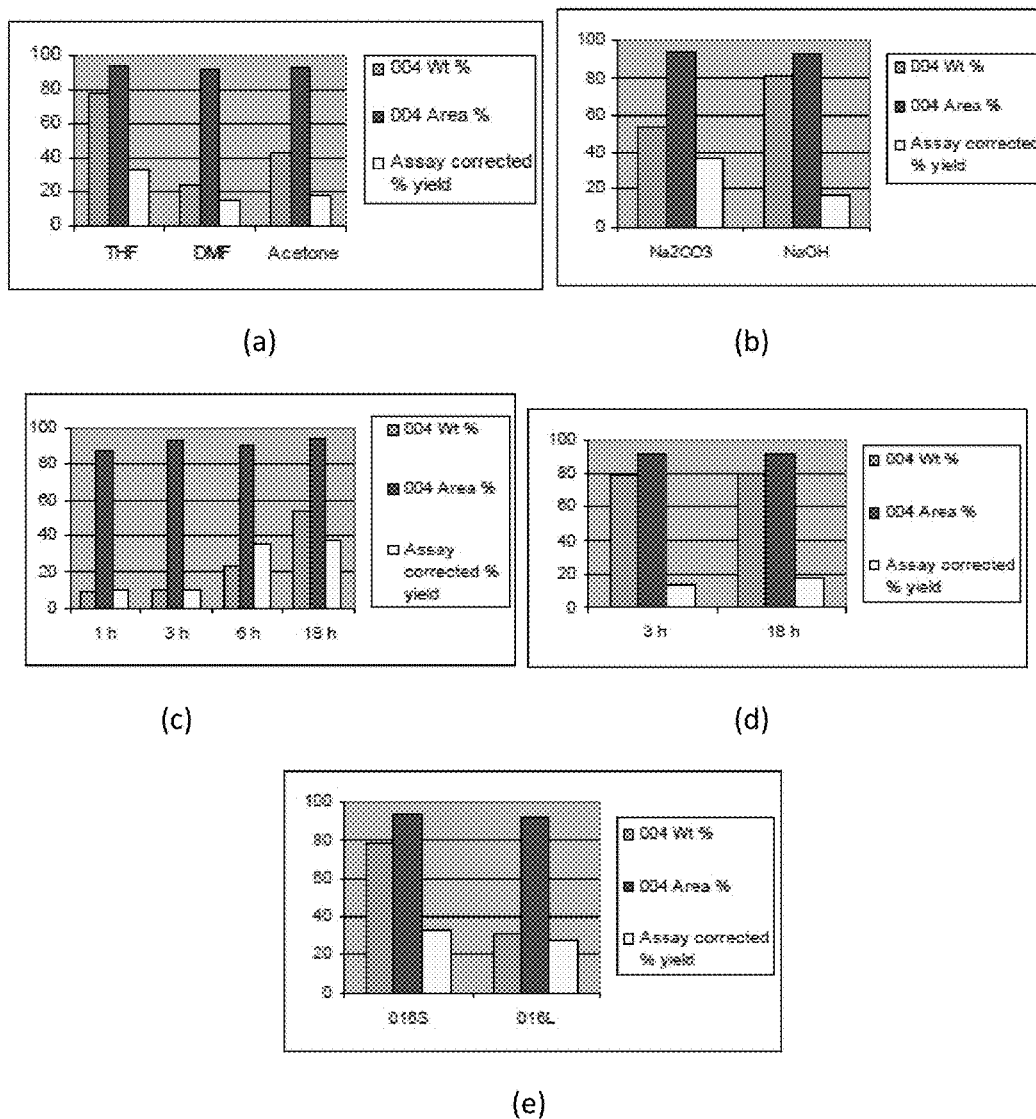 100
80
60
40
20
0
THF DMF Acetone
004 Wt %
004 Area %
Assay corrected
% yield
(a)
100
80
60
40
20
0
Na2CO3 NaOH
004 Wt %
004 Area %
Assay corrected
% yield
(b)
100
80
60
40
20
0
1 h 3 h 6 h 18 h
004 Wt %
004 Area %
Assay
corrected %
yield
(c)
100
80
60
40
20
0
3 h 18 h
004 Wt %
004 Area %
Assay corrected
% yield
(d)
100
80
60
40
20
0
016S 016L
004 Wt %
004 Area %
Assay corrected
% yield
(e)